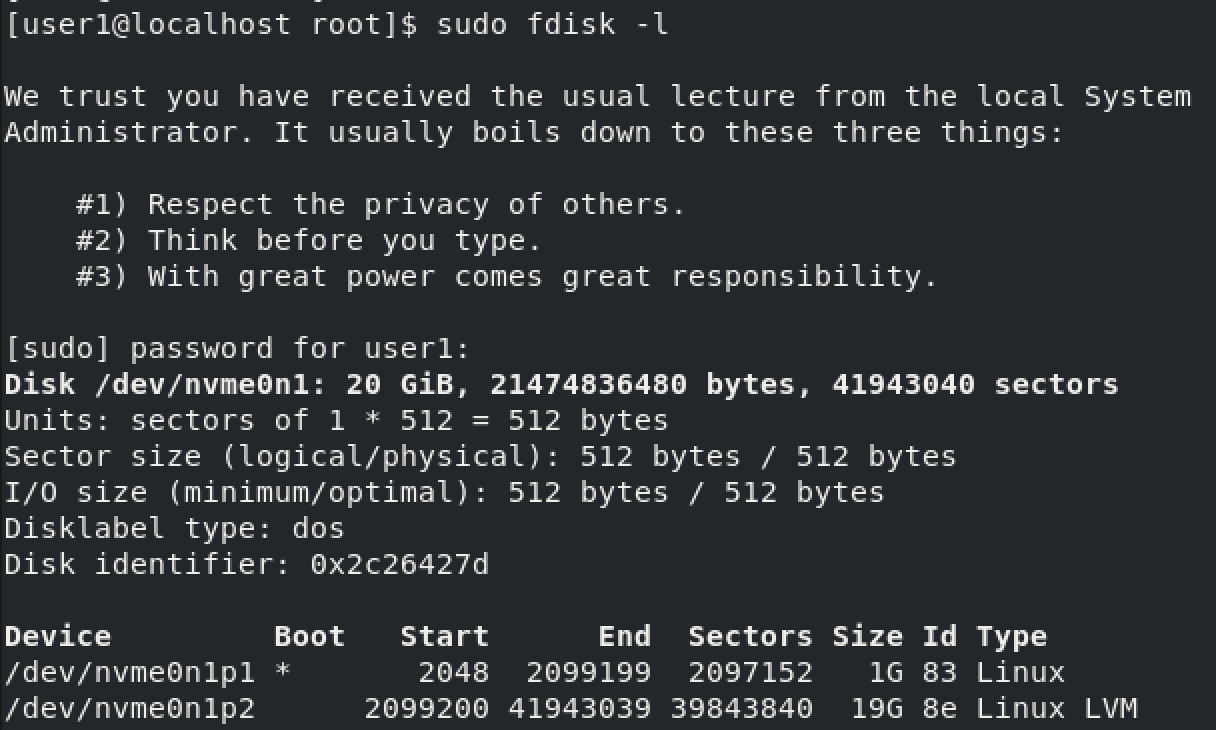 [user1@localhost root]$ sudo fdisk -l
We trust you have received the usual lecture from the local System
Administrator. It usually boils down to these three things:
#1) Respect the privacy of others.
#2) Think before you type.
#3) With great power comes great responsibility.
[sudo] password for user1:
Disk /dev/nvme0n1: 20 GiB, 21474836480 bytes, 41943040 sectors
Units: sectors of 1 * 512 = 512 bytes
Sector size (logical/physical): 512 bytes / 512 bytes
I/O size (minimum/optimal): 512 bytes / 512 bytes
Disklabel type: dos
Disk identifier: 0x2c26427d
Device         Boot   Start      End  Sectors Size Id Type
/dev/nvme0n1p1 *       2048  2099199  2097152   1G 83 Linux
/dev/nvme0n1p2      2099200 41943039 39843840  19G 8e Linux LVM